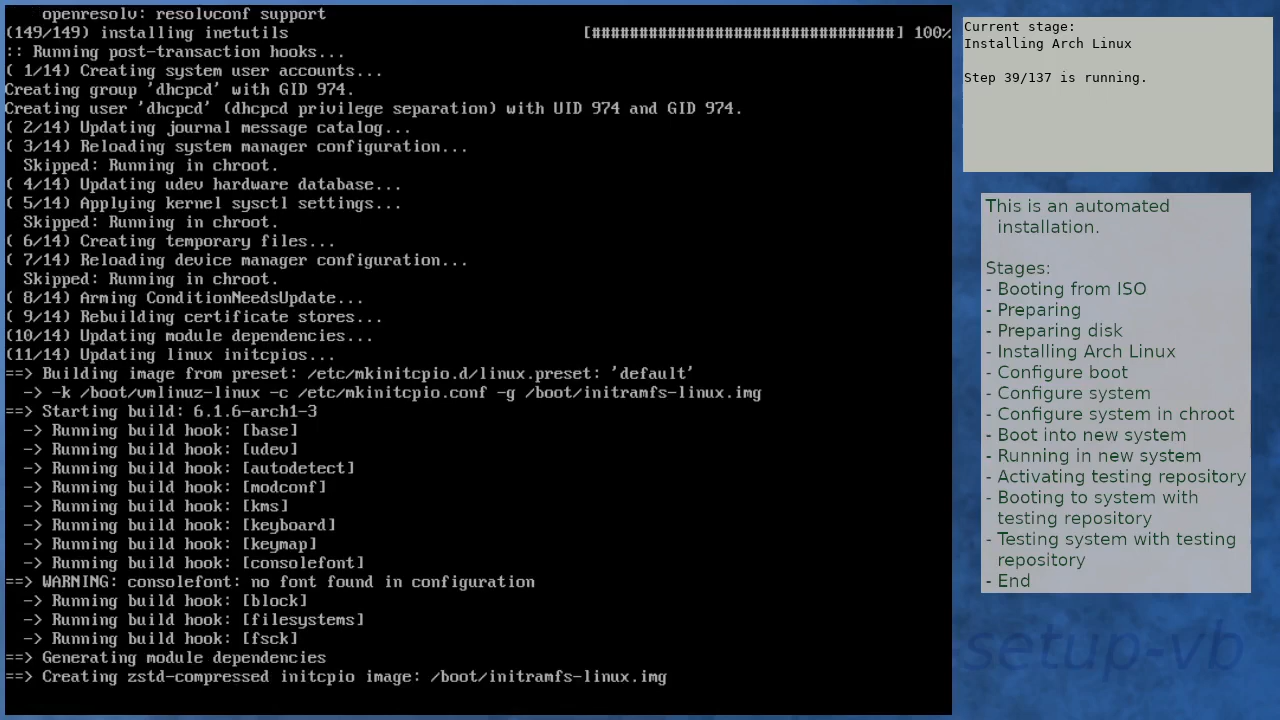 openresolv: resolvconf support
(149/149) installing inetutils [################################] 100%
:: Running post-transaction hooks...
( 1/14) Creating system user accounts...
Creating group 'dhcpcd' with GID 974.
Creating user 'dhcpcd' (dhcpcd privilege separation) with UID 974 and GID 974.
( 2/14) Updating journal message catalog...
( 3/14) Reloading system manager configuration...
Skipped: Running in chroot.
( 4/14) Updating udev hardware database...
( 5/14) Applying kernel sysctl settings...
Skipped: Running in chroot.
( 6/14) Creating temporary files...
( 7/14) Reloading device manager configuration...
Skipped: Running in chroot.
( 8/14) Arming ConditionNeedsUpdate...
( 9/14) Rebuilding certificate stores...
(10/14) Updating module dependencies...
(11/14) Updating linux initcpios...
==> Building image from preset: /etc/mkinitcpio.d/linux.preset: 'default'
-> -k /boot/vmlinuz-linux -c /etc/mkinitcpio.conf -g /boot/initramfs-linux.img
==> Starting build: 6.1.6-arch1-3
-> Running build hook: [base]
-> Running build hook: [udev]
-> Running build hook: [autodetect]
-> Running build hook: [modconf]
-> Running build hook: [kms]
-> Running build hook: [keyboard]
-> Running build hook: [keymap]
-> Running build hook: [consolefont]
==> WARNING: consolefont: no font found in configuration
-> Running build hook: [block]
-> Running build hook: [filesystems]
-> Running build hook: [fsck]
==> Generating module dependencies
==> Creating zstd-compressed initcpio image: /boot/initramfs-linux.img
Current stage:
Installing Arch Linux
Step 39/137 is running.
This is an automated
installation.
Stages:
- Booting from ISO
- Preparing
- Preparing disk
- Installing Arch Linux
- Configure boot
- Configure system
- Configure system in chroot
- Boot into new system
- Running in new system
- Activating testing repository
- Booting to system with
testing repository
- Testing system with testing
repository
- End
-setup-vb